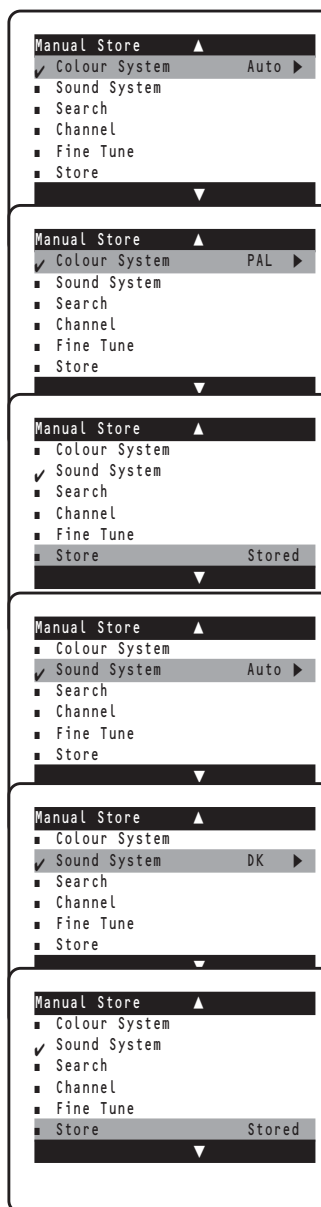 Manual Store ▲
✔ Colour System Auto ▶
▪ Sound System
▪ Search
▪ Channel
▪ Fine Tune
▪ Store
▼
Manual Store ▲
✔ Colour System PAL ▶
▪ Sound System
▪ Search
▪ Channel
▪ Fine Tune
▪ Store
▼
Manual Store ▲
▪ Colour System
✔ Sound System
▪ Search
▪ Channel
▪ Fine Tune
▪ Store Stored
▼
Manual Store ▲
▪ Colour System
✔ Sound System Auto ▶
▪ Search
▪ Channel
▪ Fine Tune
▪ Store
▼
Manual Store ▲
▪ Colour System
✔ Sound System DK ▶
▪ Search
▪ Channel
▪ Fine Tune
▪ Store
▼
Manual Store ▲
▪ Colour System
✔ Sound System
▪ Search
▪ Channel
▪ Fine Tune
▪ Store Stored
▼